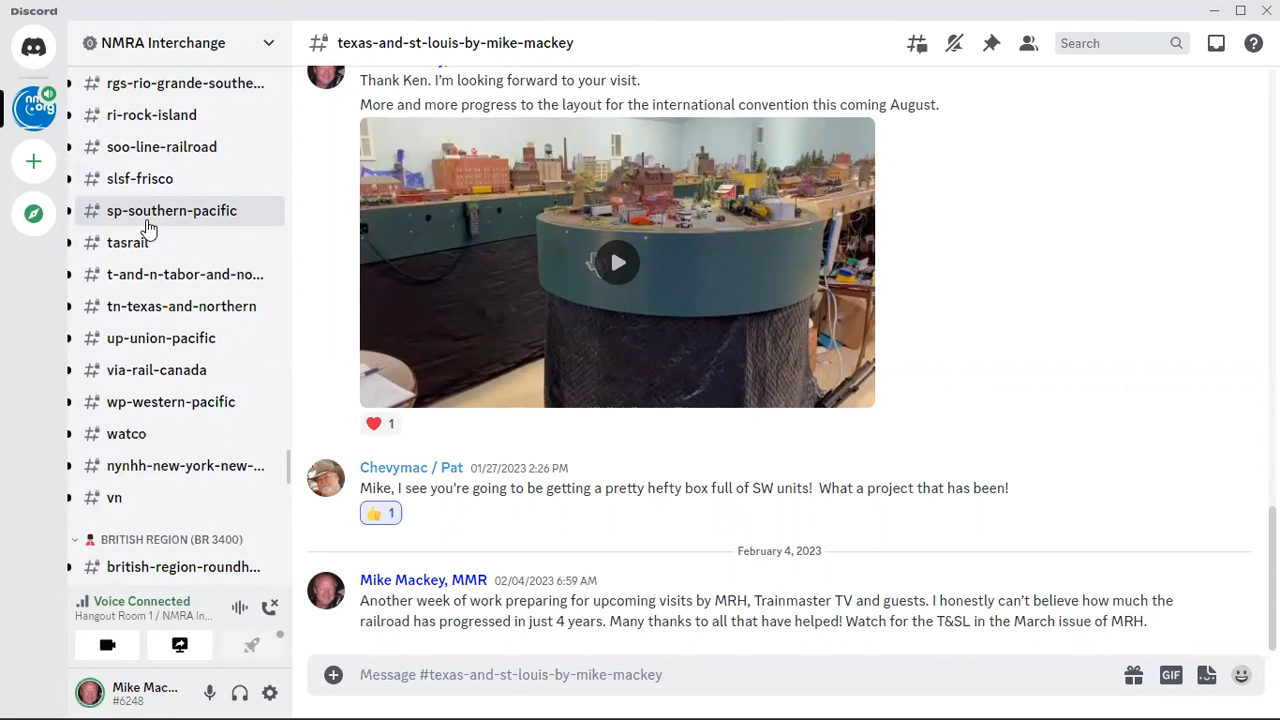 Discord
NMRA Interchange
rgs-rio-grande-southe...
ri-rock-island
soo-line-railroad
slsf-frisco
sp-southern-pacific
tasrail
t-and-n-tabor-and-no...
tn-texas-and-northern
up-union-pacific
via-rail-canada
wp-western-pacific
watco
nynhh-new-york-new-...
vn
BRITISH REGION (BR 3400)
british-region-roundh...
Voice Connected
Hangout Room 1 / NMRA In...
Mike Mac...
#6248
texas-and-st-louis-by-mike-mackey
Search
Thank Ken. I'm looking forward to your visit.
More and more progress to the layout for the international convention this coming August.
1
Chevymac / Pat 01/27/2023 2:26 PM
Mike, I see you're going to be getting a pretty hefty box full of SW units! What a project that has been!
1
February 4, 2023
Mike Mackey, MMR 02/04/2023 6:59 AM
Another week of work preparing for upcoming visits by MRH, Trainmaster TV and guests. I honestly can't believe how much the
railroad has progressed in just 4 years. Many thanks to all that have helped! Watch for the T&SL in the March issue of MRH.
Message #texas-and-st-louis-by-mike-mackey
GIF